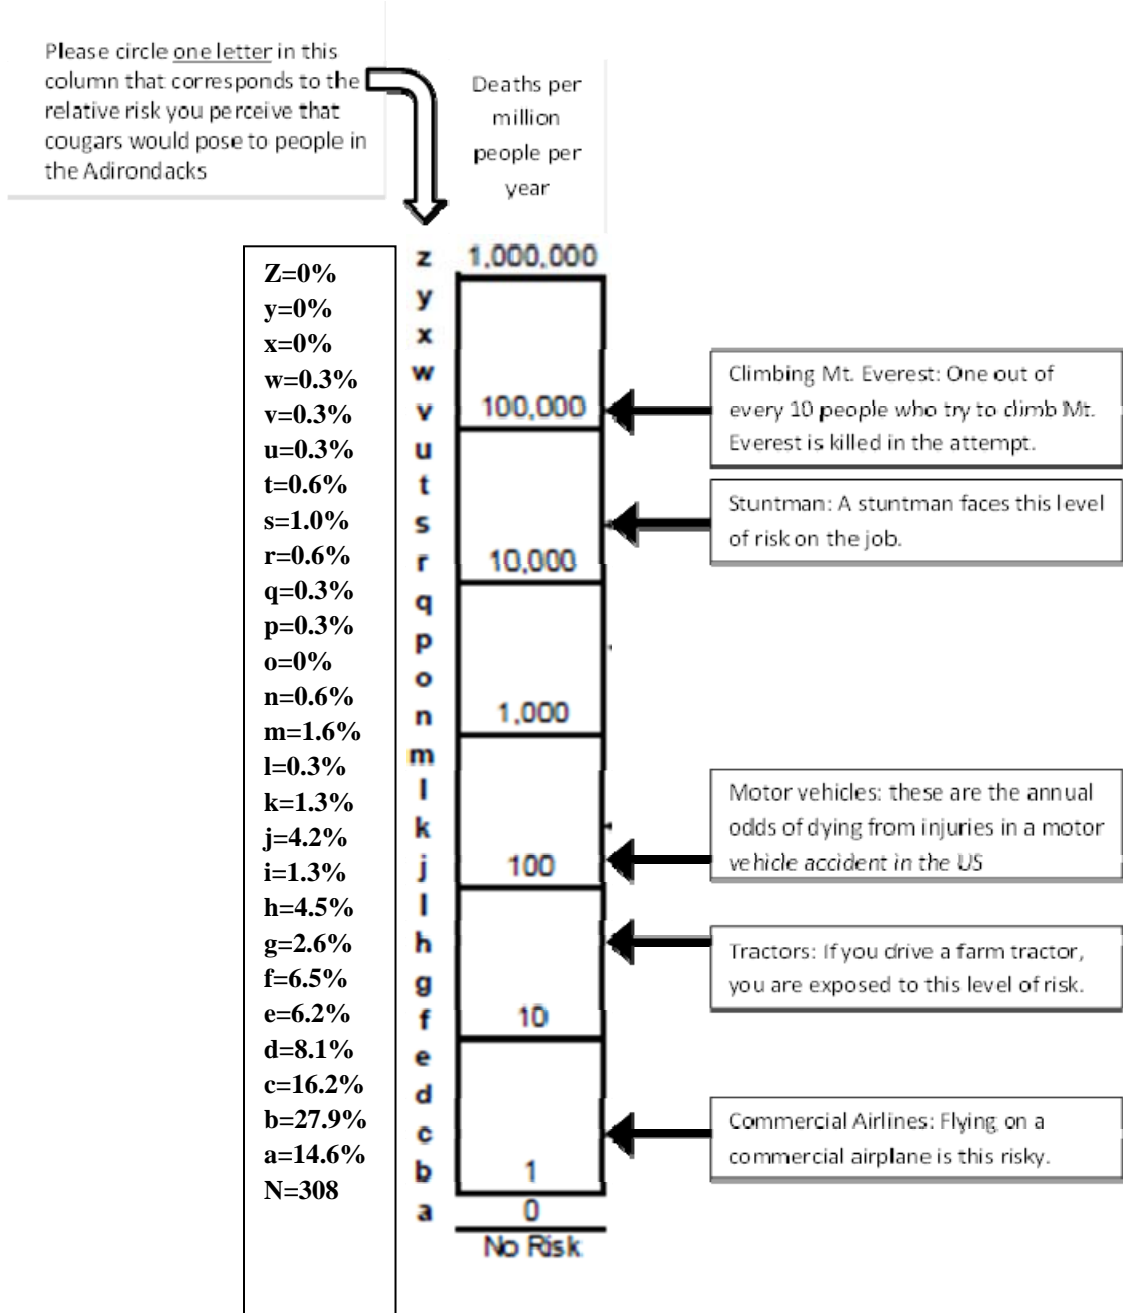 Please circle one letter in this
column that corresponds to the
relative risk you perceive that
cougars would pose to people in
the Adirondacks
Deaths per
million
people per
year
Z=0%
y=0%
x=0%
w=0.3%
v=0.3%
u=0.3%
t=0.6%
s=1.0%
r=0.6%
q=0.3%
p=0.3%
o=0%
n=0.6%
m=1.6%
l=0.3%
k=1.3%
j=4.2%
i=1.3%
h=4.5%
g=2.6%
f=6.5%
e=6.2%
d=8.1%
c=16.2%
b=27.9%
a=14.6%
N=308
z 1,000,000
y
x
w
v 100,000
u
t
s
r 10,000
q
p
o
n 1,000
m
l
k
j 100
l
h
g
f 10
e
d
c
b 1
a 0
No Risk
Climbing Mt. Everest: One out of
every 10 people who try to climb Mt.
Everest is killed in the attempt.
Stuntman: A stuntman faces this level
of risk on the job.
Motor vehicles: these are the annual
odds of dying from injuries in a motor
vehicle accident in the US
Tractors: If you drive a farm tractor,
you are exposed to this level of risk.
Commercial Airlines: Flying on a
commercial airplane is this risky.